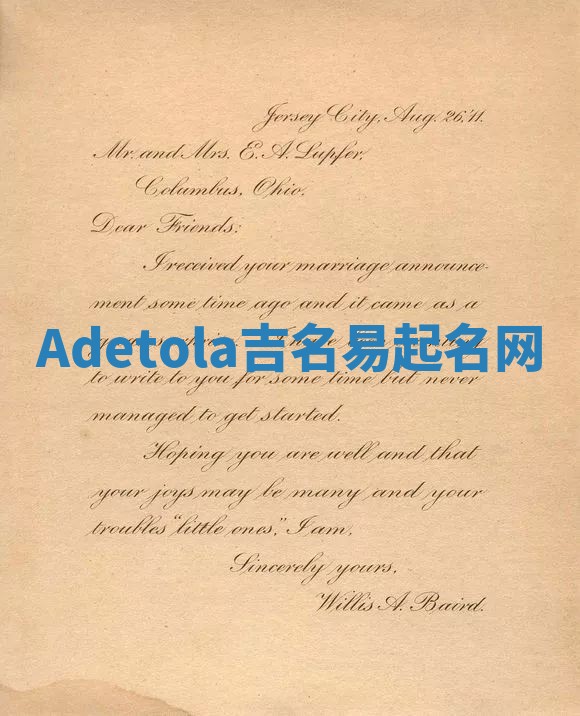 Jersey City, Aug. 26,'11.
Mr. and Mrs. E. A. Lupfer,
Columbus, Ohio.
Dear Friends:
I received your marriage announce-
ment some time ago and it came as a
Adetola吉名易起名网
to write to you for some time but never
managed to get started.
Hoping you are well and that
your joys may be many and your
troubles "little ones," I am,
Sincerely yours,
Willis A. Baird.